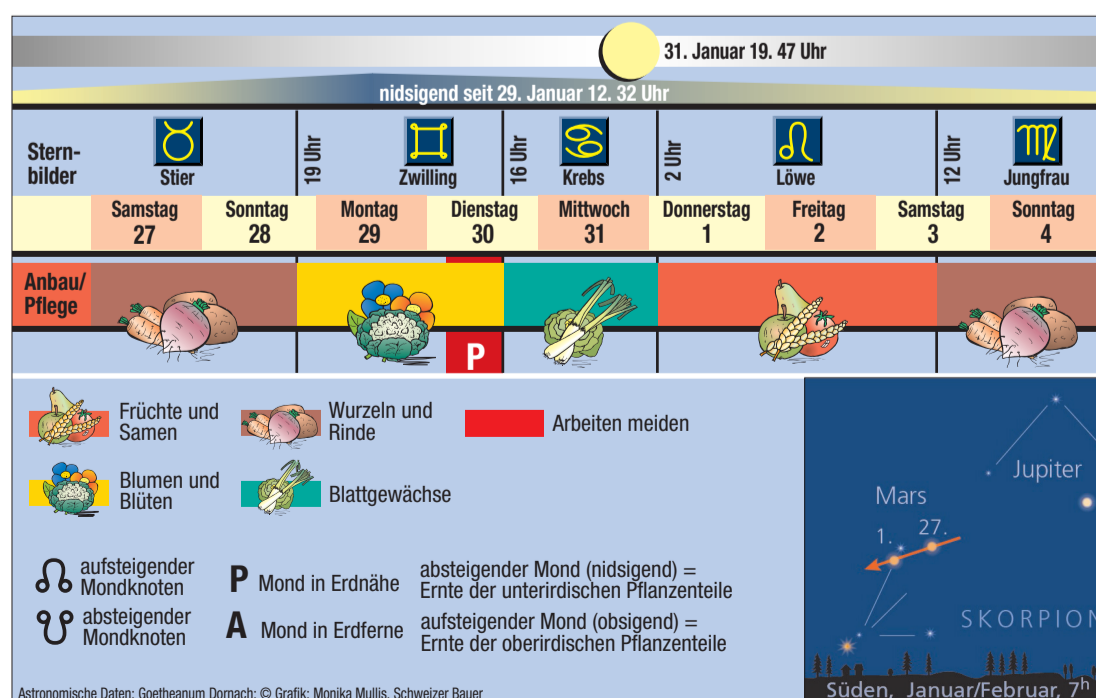 31. Januar 19. 47 Uhr
nidsigend seit 29. Januar 12. 32 Uhr
Stern-
bilder
Stier
19 Uhr
Zwilling
16 Uhr
Krebs
2 Uhr
Löwe
12 Uhr
Jungfrau
Samstag
27
Sonntag
28
Montag
29
Dienstag
30
Mittwoch
31
Donnerstag
1
Freitag
2
Samstag
3
Sonntag
4
Anbau/
Pflege
P
Früchte und
Samen
Wurzeln und
Rinde
Arbeiten meiden
Blumen und
Blüten
Blattgewächse
aufsteigender
Mondknoten
absteigender
Mondknoten
P Mond in Erdnähe
A Mond in Erdferne
absteigender Mond (nidsigend) =
Ernte der unterirdischen Pflanzenteile
aufsteigender Mond (obsigend) =
Ernte der oberirdischen Pflanzenteile
Jupiter
Mars
1. 27.
SKORPION
Süden, Januar/Februar, 7h
Astronomische Daten: Goetheanum Dornach; © Grafik: Monika Mullis, Schweizer Bauer